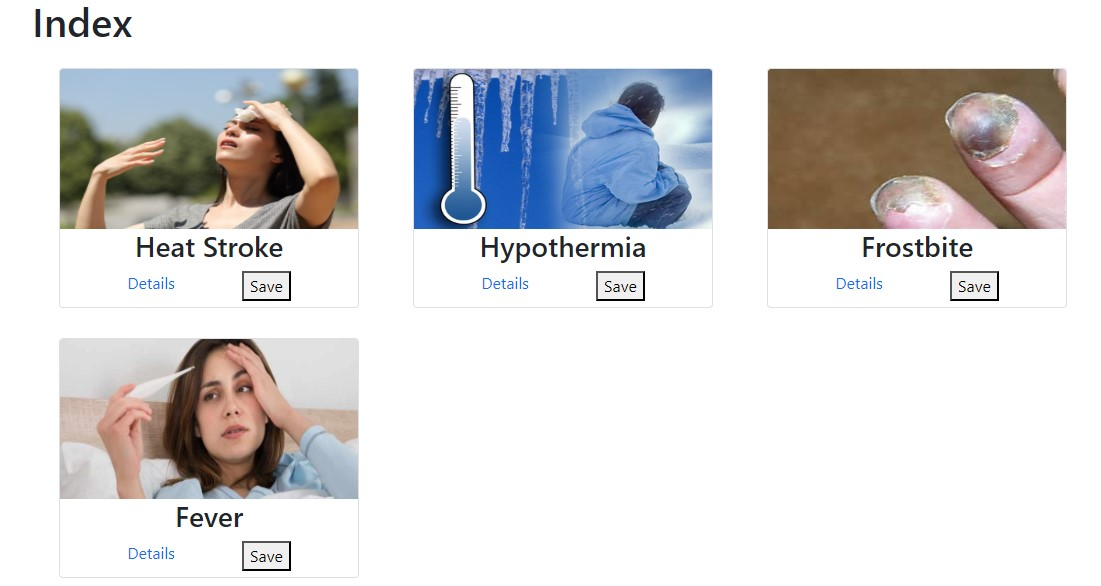 Index
Heat Stroke
Details Save
Hypothermia
Details Save
Frostbite
Details Save
Fever
Details Save